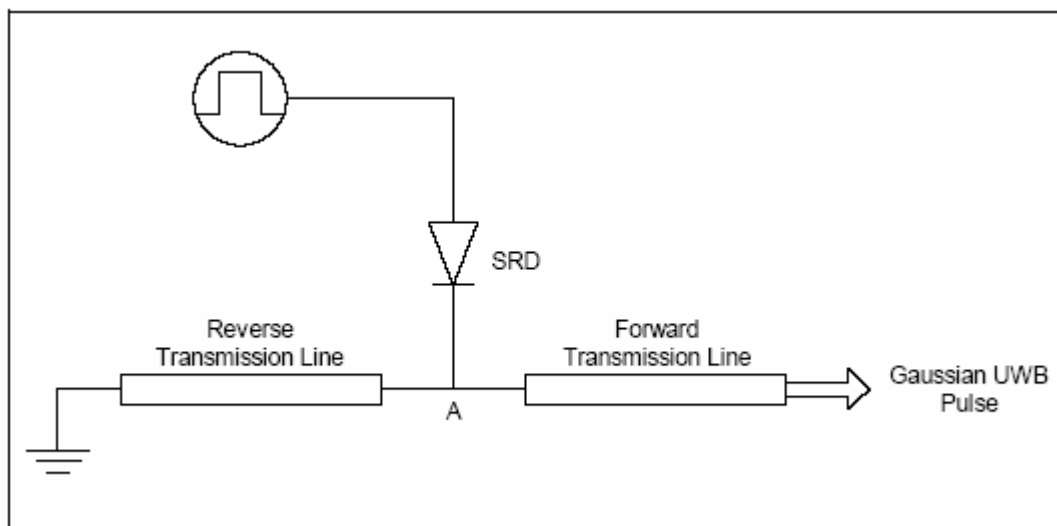 SRD
Reverse
Transmission Line
Forward
Transmission Line
A
Gaussian UWB
Pulse